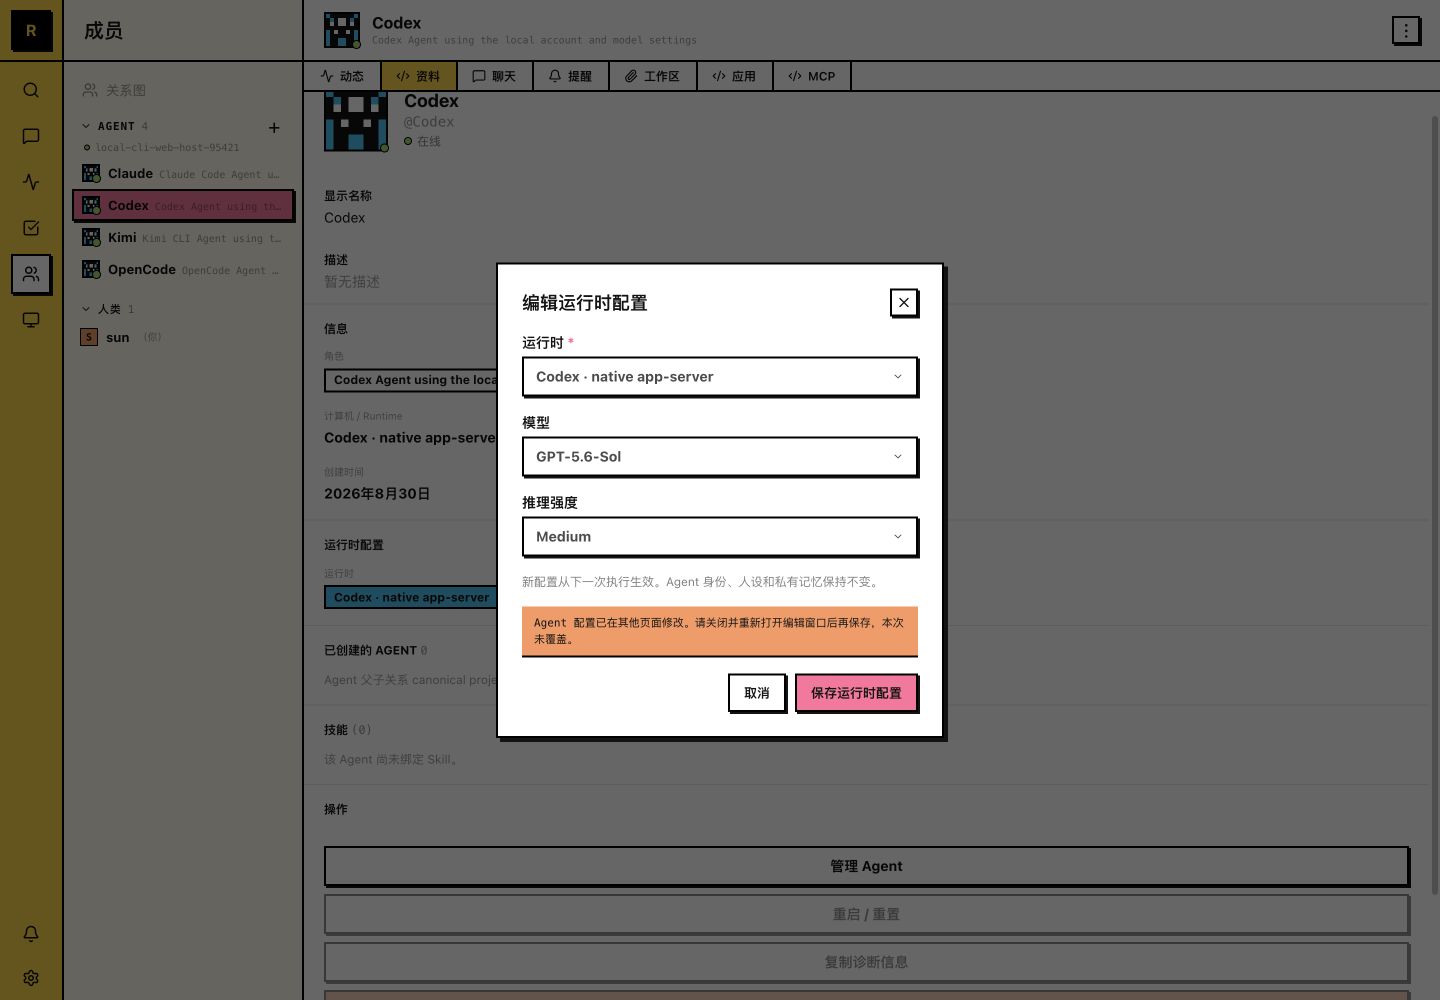 R
成员
Codex
Codex Agent using the local account and model settings
动态
资料
聊天
提醒
工作区
应用
MCP
关系图
AGENT 4
local-cli-web-host-95421
Claude Claude Code Agent u…
Codex Codex Agent using th…
Kimi Kimi CLI Agent using t…
OpenCode OpenCode Agent …
人类 1
S sun (你)
Codex
@Codex
在线
显示名称
Codex
描述
暂无描述
信息
角色
Codex Agent using the loca
计算机 / Runtime
Codex · native app-serve
创建时间
2026年8月30日
运行时配置
运行时
Codex · native app-server
已创建的 AGENT 0
Agent 父子关系 canonical proje
技能 (0)
该 Agent 尚未绑定 Skill。
操作
管理 Agent
重启 / 重置
复制诊断信息
编辑运行时配置
运行时 *
Codex · native app-server
模型
GPT-5.6-Sol
推理强度
Medium
新配置从下一次执行生效。Agent 身份、人设和私有记忆保持不变。
Agent 配置已在其他页面修改。请关闭并重新打开编辑窗口后再保存，本次
未覆盖。
取消
保存运行时配置